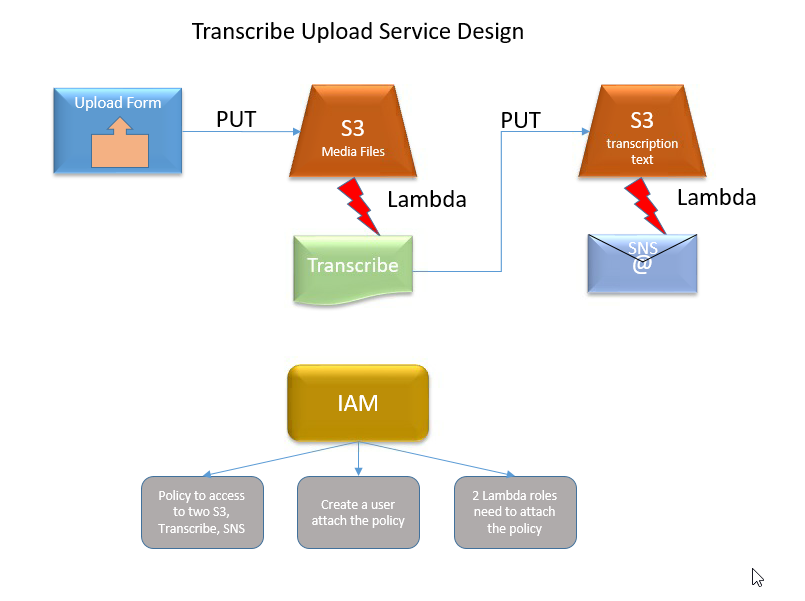 Transcribe Upload Service Design
Upload Form
PUT
S3
Media Files
PUT
S3
transcription
text
Lambda
Lambda
Transcribe
SNS
@
IAM
Policy to access
to two S3,
Transcribe, SNS
Create a user
attach the policy
2 Lambda roles
need to attach
the policy